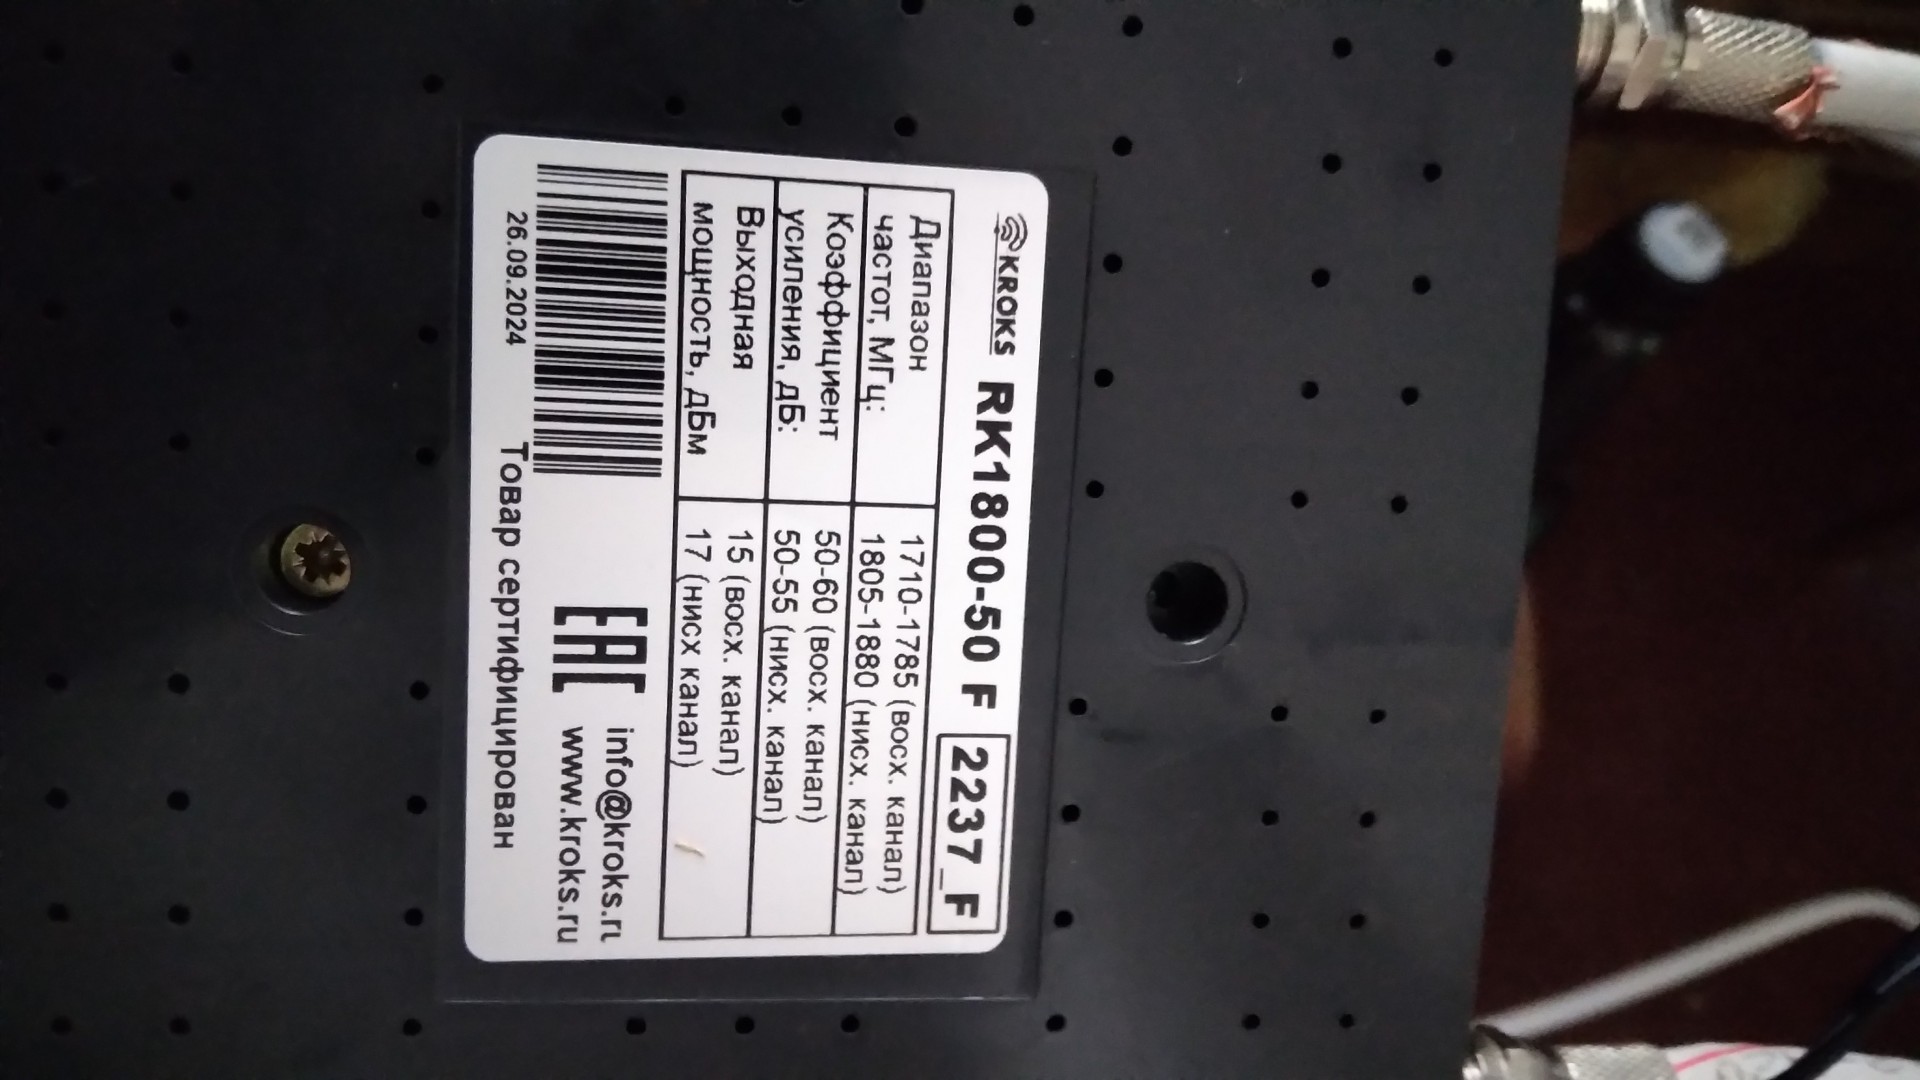 KROKS RK1800-50 F 2237_F
Диапазон
частот, МГц:
1710-1785 (восх. канал)
1805-1880 (нисх. канал)
Коэффициент
усиления, дБ:
50-60 (восх. канал)
50-55 (нисх. канал)
Выходная
мощность, дБм
15 (восх. канал)
17 (нисх канал)
EAC
info@kroks.ru
www.kroks.ru
26.09.2024
Товар сертифицирован